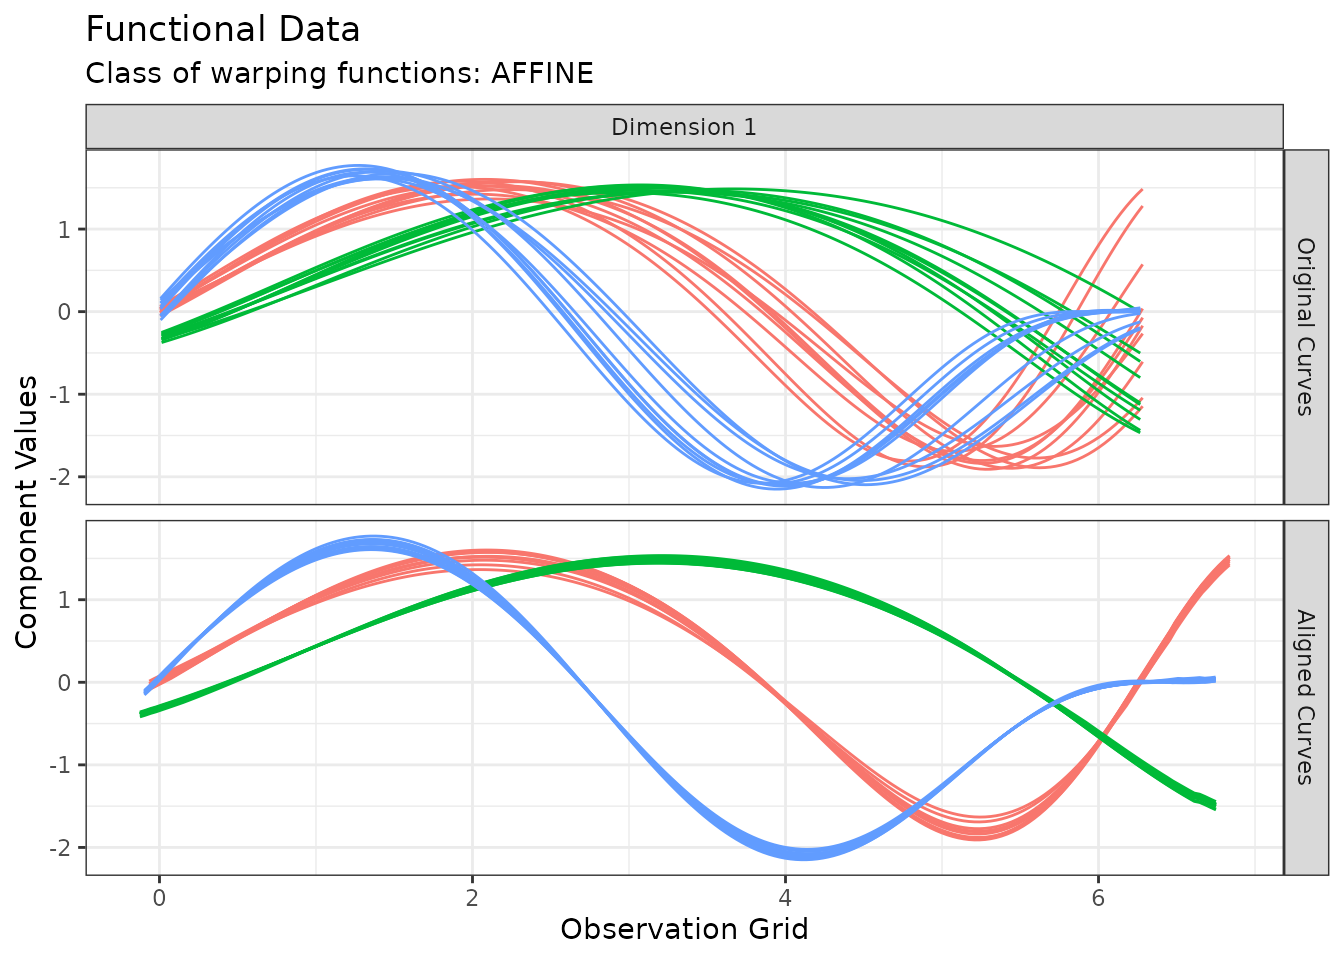 Functional Data
Class of warping functions: AFFINE
Dimension 1
Original Curves
1
0
-1
-2
Component Values
Aligned Curves
1
0
-1
-2
0 2 4 6
Observation Grid